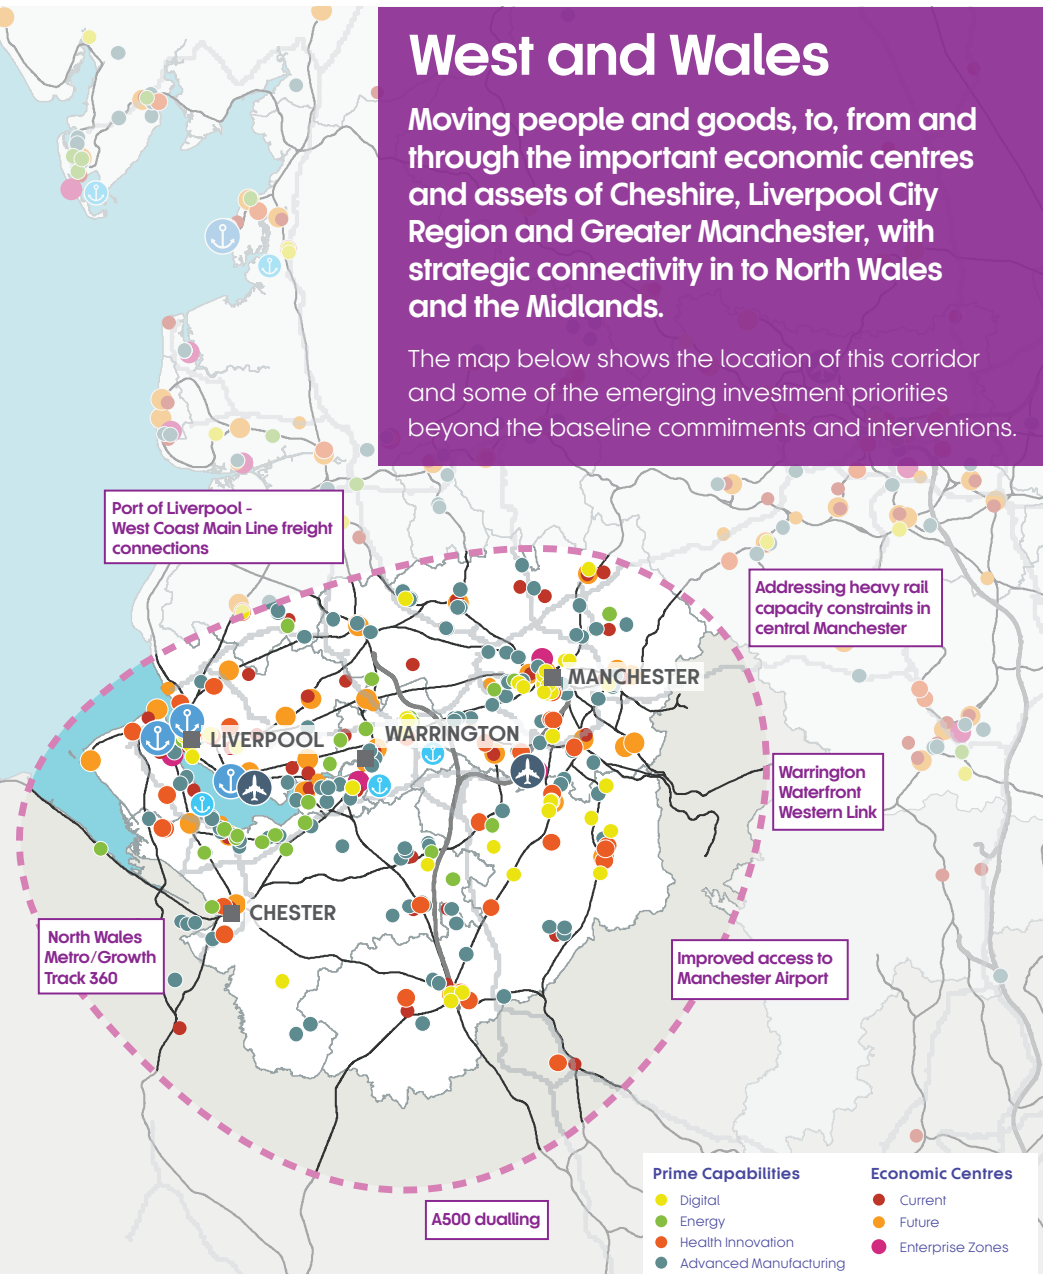 West and Wales
Moving people and goods, to, from and
through the important economic centres
and assets of Cheshire, Liverpool City
Region and Greater Manchester, with
strategic connectivity in to North Wales
and the Midlands.
The map below shows the location of this corridor
and some of the emerging investment priorities
beyond the baseline commitments and interventions.
Port of Liverpool -
West Coast Main Line freight
connections
Addressing heavy rail
capacity constraints in
central Manchester
MANCHESTER
LIVERPOOL
WARRINGTON
Warrington
Waterfront
Western Link
CHESTER
North Wales
Metro/Growth
Track 360
Improved access to
Manchester Airport
A500 dualling
Prime Capabilities
Digital
Energy
Health Innovation
Advanced Manufacturing
Economic Centres
Current
Future
Enterprise Zones